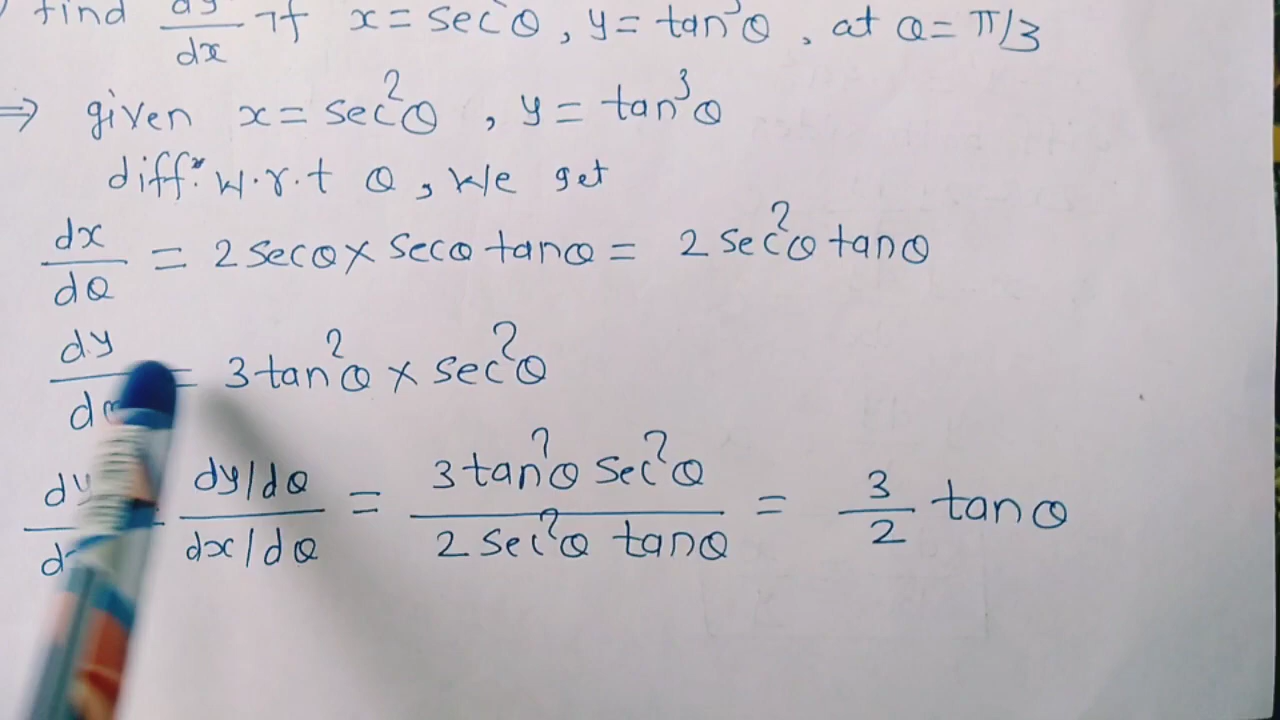 find dy/dx if x = sec²θ, y = tan³θ, at θ = π/3
⇒ given x = sec²θ, y = tan³θ
diff. w.r.t θ, we get
dx/dθ = 2 secθ × secθ tanθ = 2 sec²θ tanθ
dy/dθ = 3 tan²θ × sec²θ
dy/dx = (dy/dθ)/(dx/dθ) = (3 tan²θ sec²θ)/(2 sec²θ tanθ) = 3/2 tanθ